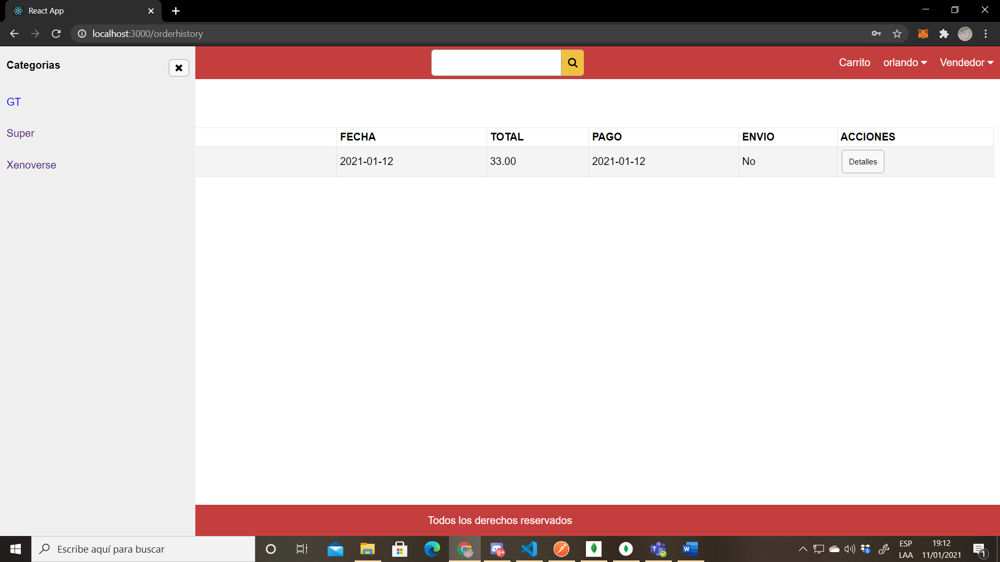 React App
localhost:3000/orderhistory
Categorias
GT
Super
Xenoverse
Carrito orlando Vendedor
FECHA TOTAL PAGO ENVIO ACCIONES
2021-01-12 33.00 2021-01-12 No Detalles
Todos los derechos reservados
Escribe aquí para buscar
9+
ESP
LAA
19:12
11/01/2021
1